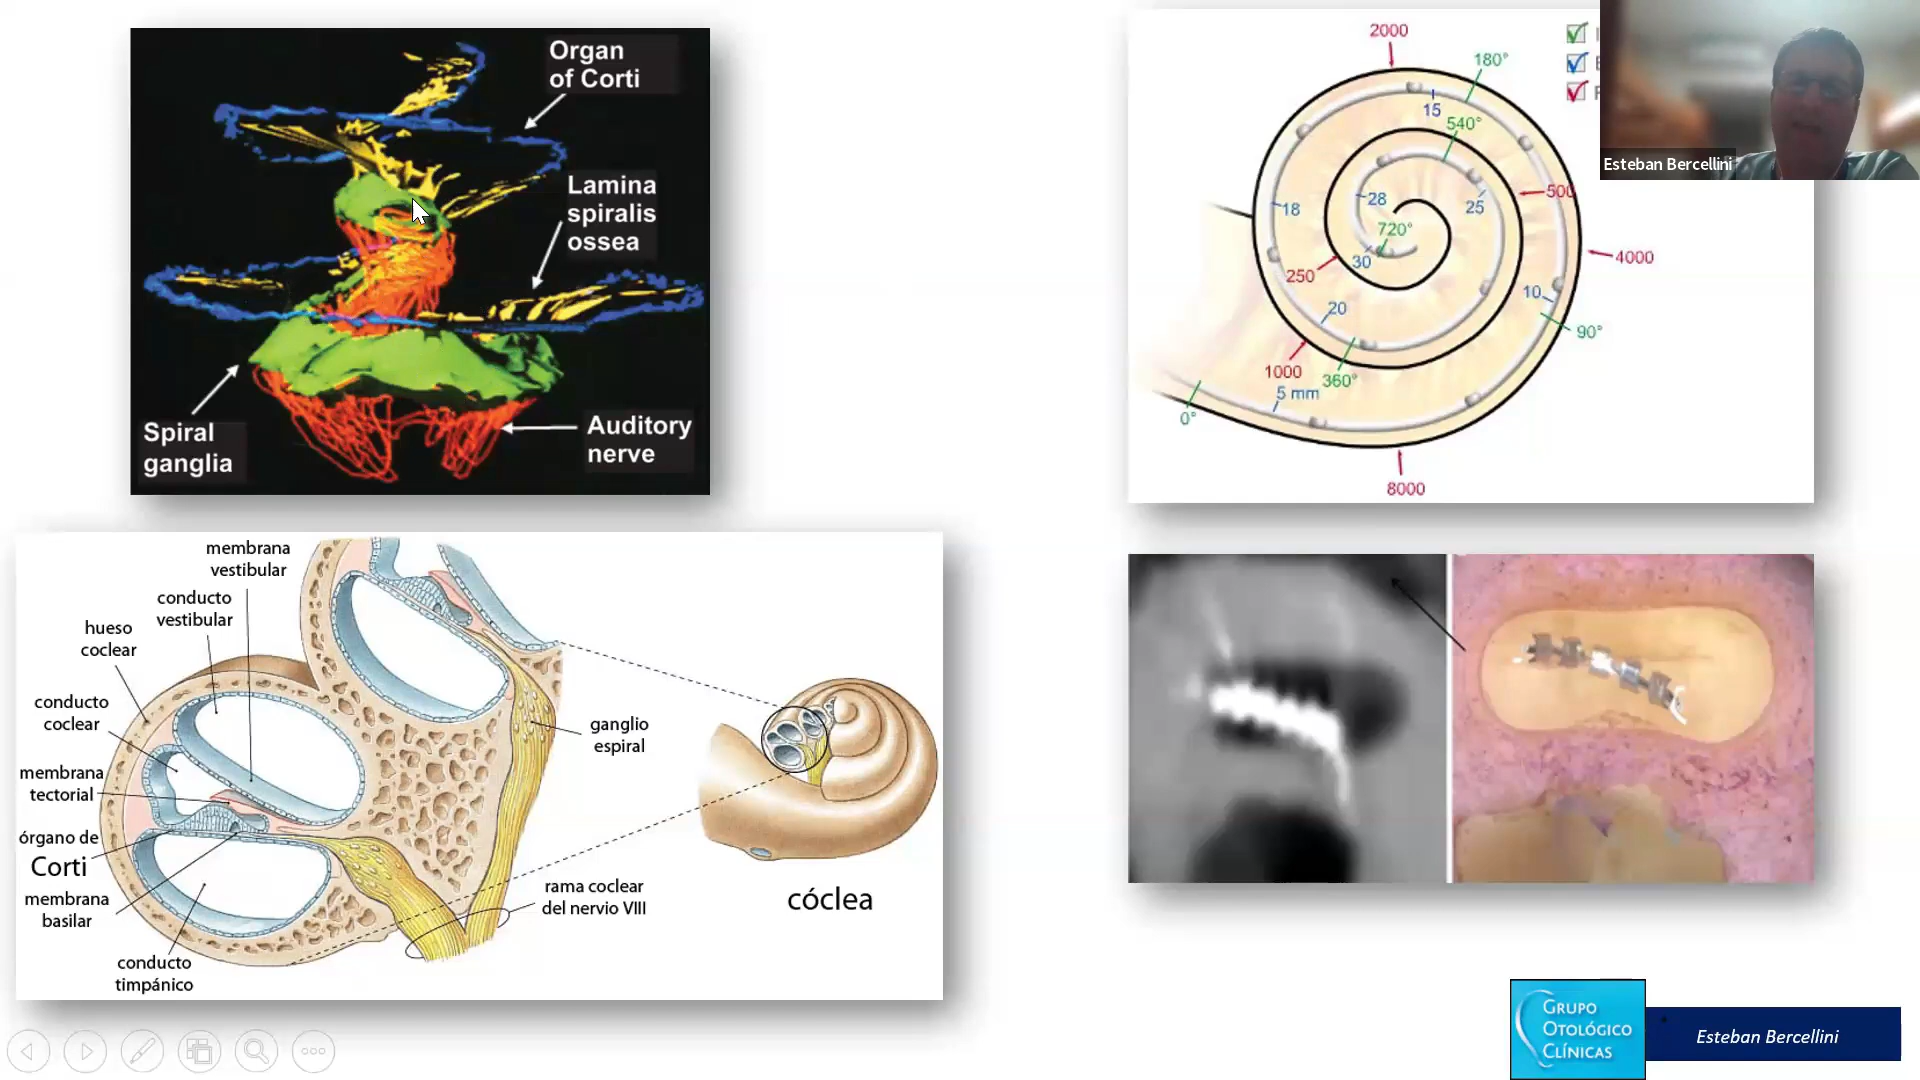 Organ
of Corti
Lamina
spiralis
ossea
Spiral
ganglia
Auditory
nerve
2000
180°
15
540°
500
28
25
18
720°
4000
30
250
10
20
90°
1000
360°
5 mm
0°
8000
Esteban Bercellini
membrana
vestibular
conducto
vestibular
hueso
coclear
conducto
coclear
membrana
tectorial
órgano de
Corti
membrana
basilar
conducto
timpánico
ganglio
espiral
rama coclear
del nervio VIII
cóclea
GRUPO
OTOLÓGICO
CLÍNICAS
Esteban Bercellini